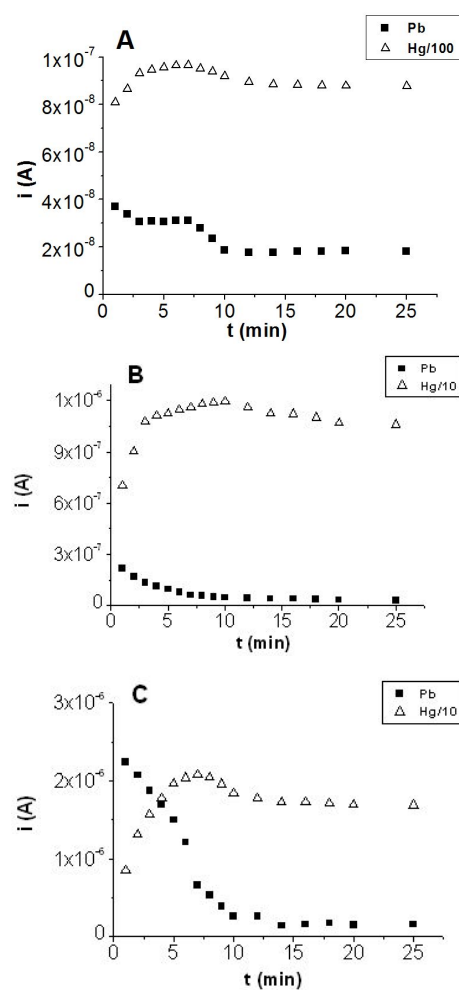 A
■ Pb
△ Hg/100
1x10⁻⁷
8x10⁻⁸
6x10⁻⁸
4x10⁻⁸
2x10⁻⁸
0
i (A)
0 5 10 15 20 25
t (min)
B
■ Pb
△ Hg/10
1x10⁻⁶
9x10⁻⁷
6x10⁻⁷
3x10⁻⁷
0
i (A)
0 5 10 15 20 25
t (min)
C
■ Pb
△ Hg/10
3x10⁻⁶
2x10⁻⁶
1x10⁻⁶
0
i (A)
0 5 10 15 20 25
t (min)